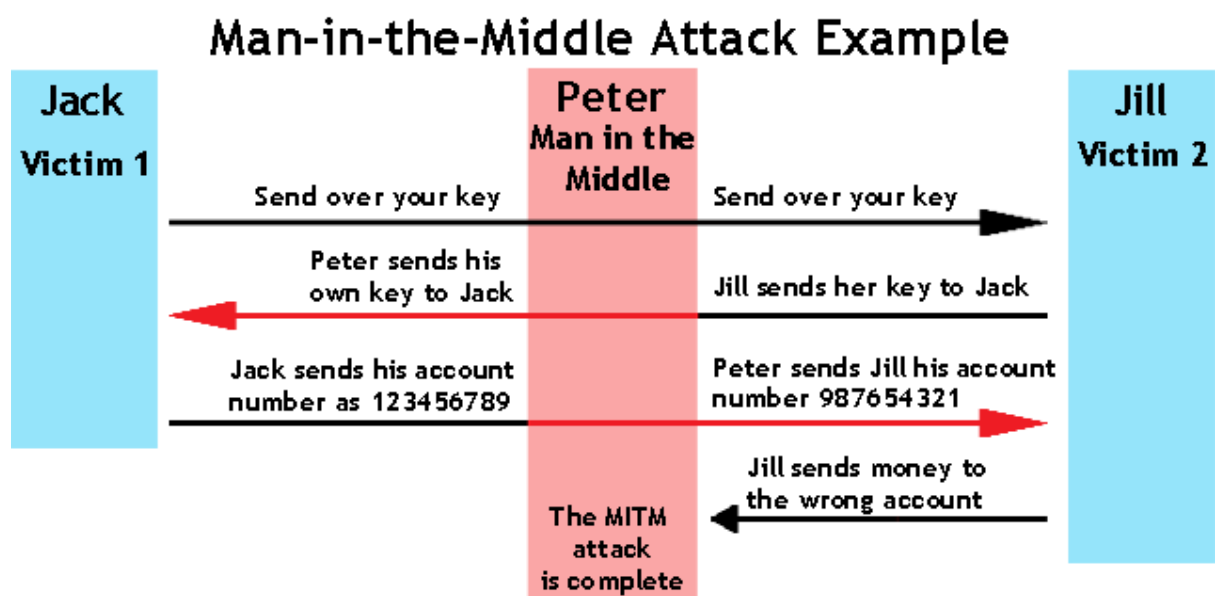 Man-in-the-Middle Attack Example
Jack
Victim 1
Peter
Man in the
Middle
Jill
Victim 2
Send over your key
Send over your key
Peter sends his
own key to Jack
Jill sends her key to Jack
Jack sends his account
number as 123456789
Peter sends Jill his account
number 987654321
Jill sends money to
the wrong account
The MITM
attack
is complete